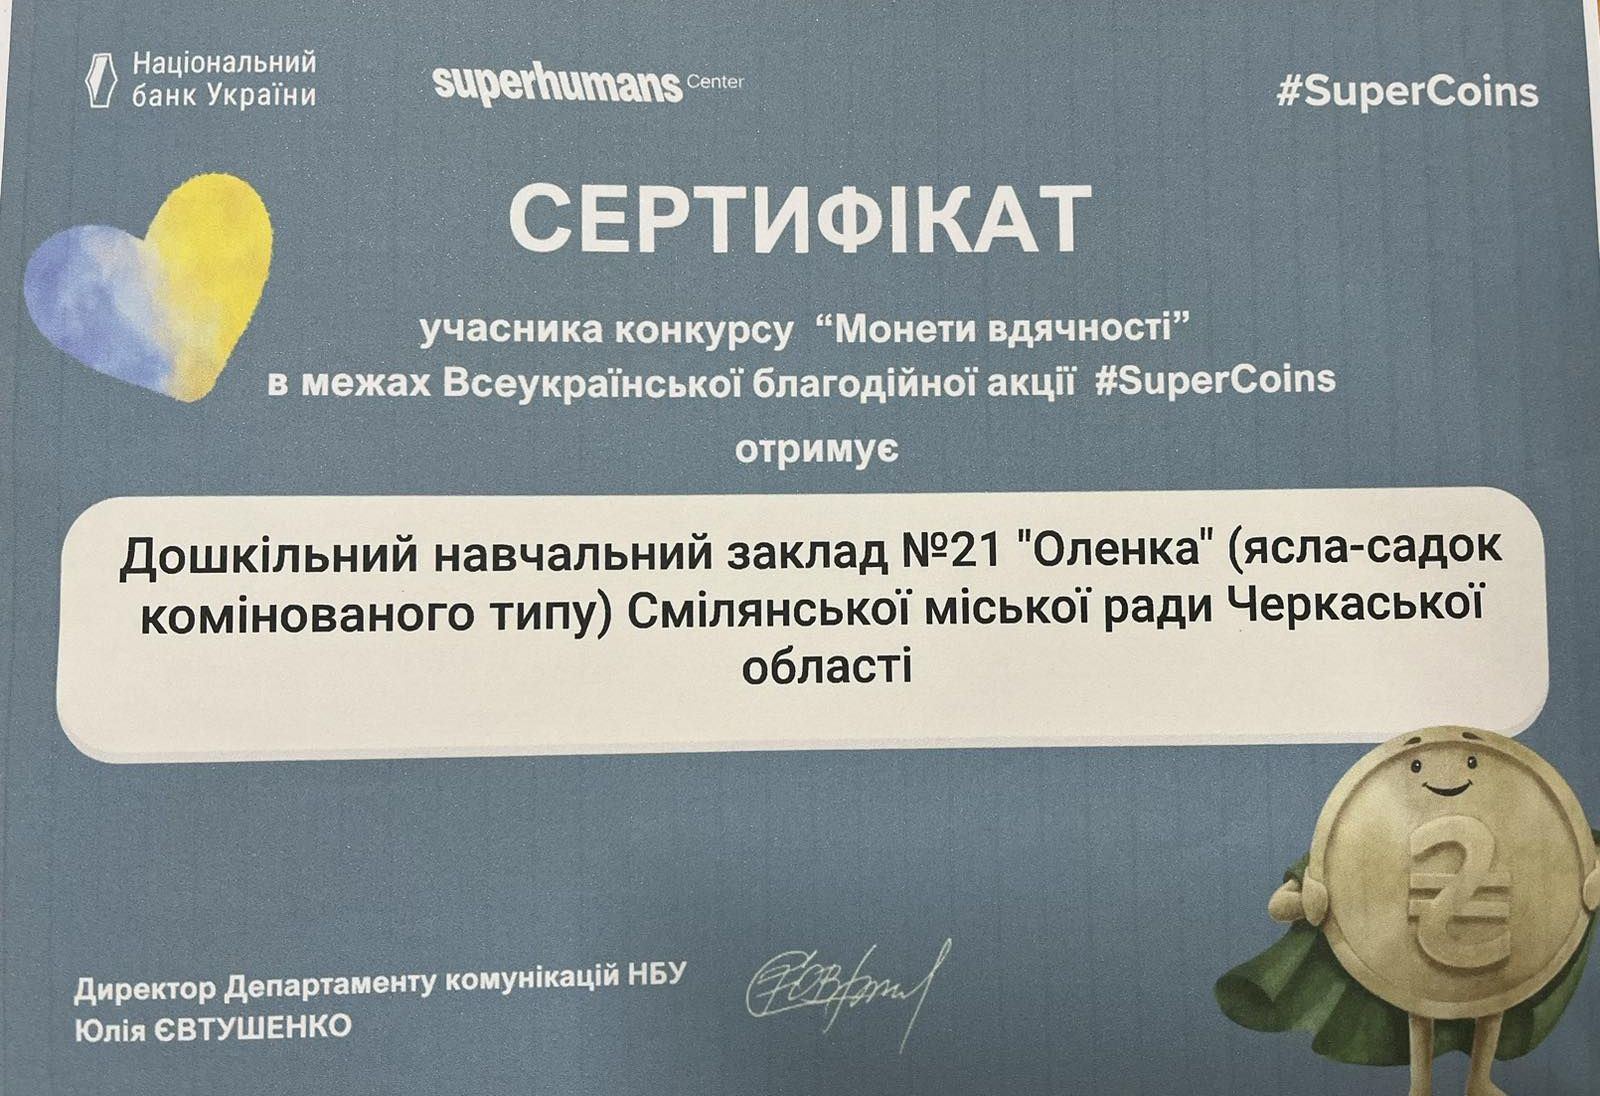 Національний
банк України
superhumans Center
#SuperCoins
СЕРТИФІКАТ
учасника конкурсу “Монети вдячності”
в межах Всеукраїнської благодійної акції #SuperCoins
отримує
Дошкільний навчальний заклад №21 "Оленка" (ясла-садок
комінованого типу) Смілянської міської ради Черкаської
області
Директор Департаменту комунікацій НБУ
Юлія ЄВТУШЕНКО
₴